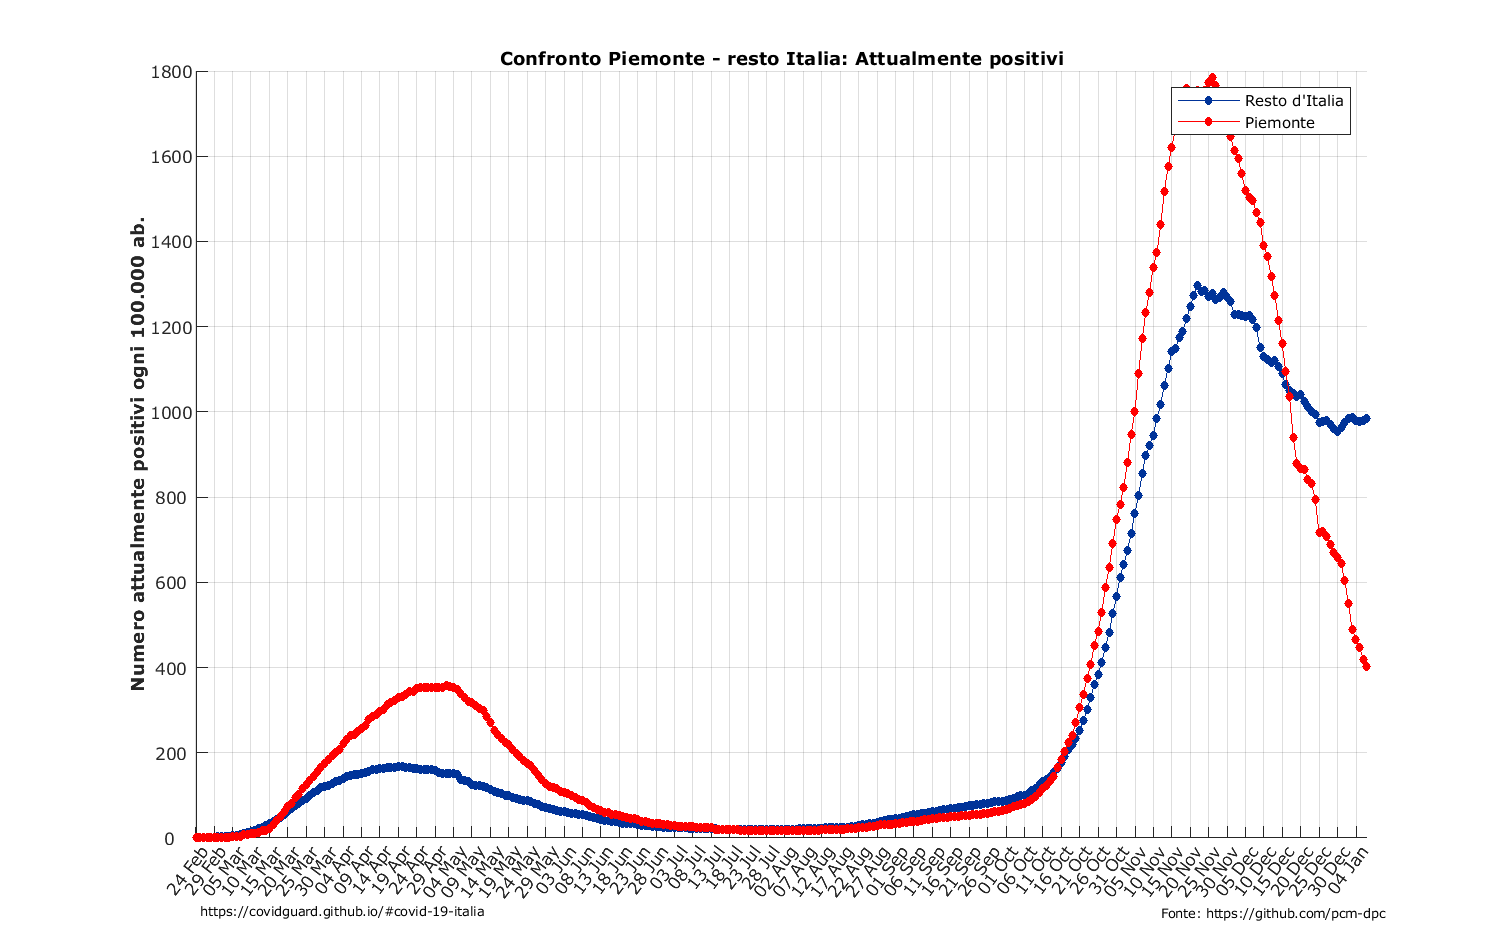 Confronto Piemonte - resto Italia: Attualmente positivi
Numero attualmente positivi ogni 100.000 ab.
1800
1600
1400
1200
1000
800
600
400
200
0
Resto d'Italia
Piemonte
24 Feb
29 Feb
05 Mar
10 Mar
15 Mar
20 Mar
25 Mar
30 Mar
04 Apr
09 Apr
14 Apr
19 Apr
24 Apr
29 Apr
04 May
09 May
14 May
19 May
24 May
29 May
03 Jun
08 Jun
13 Jun
18 Jun
23 Jun
28 Jun
03 Jul
08 Jul
13 Jul
18 Jul
23 Jul
28 Jul
02 Aug
07 Aug
12 Aug
17 Aug
22 Aug
27 Aug
01 Sep
06 Sep
11 Sep
16 Sep
21 Sep
26 Sep
01 Oct
06 Oct
11 Oct
16 Oct
21 Oct
26 Oct
31 Oct
05 Nov
10 Nov
15 Nov
20 Nov
25 Nov
30 Nov
05 Dec
10 Dec
15 Dec
20 Dec
25 Dec
30 Dec
04 Jan
https://covidguard.github.io/#covid-19-italia
Fonte: https://github.com/pcm-dpc